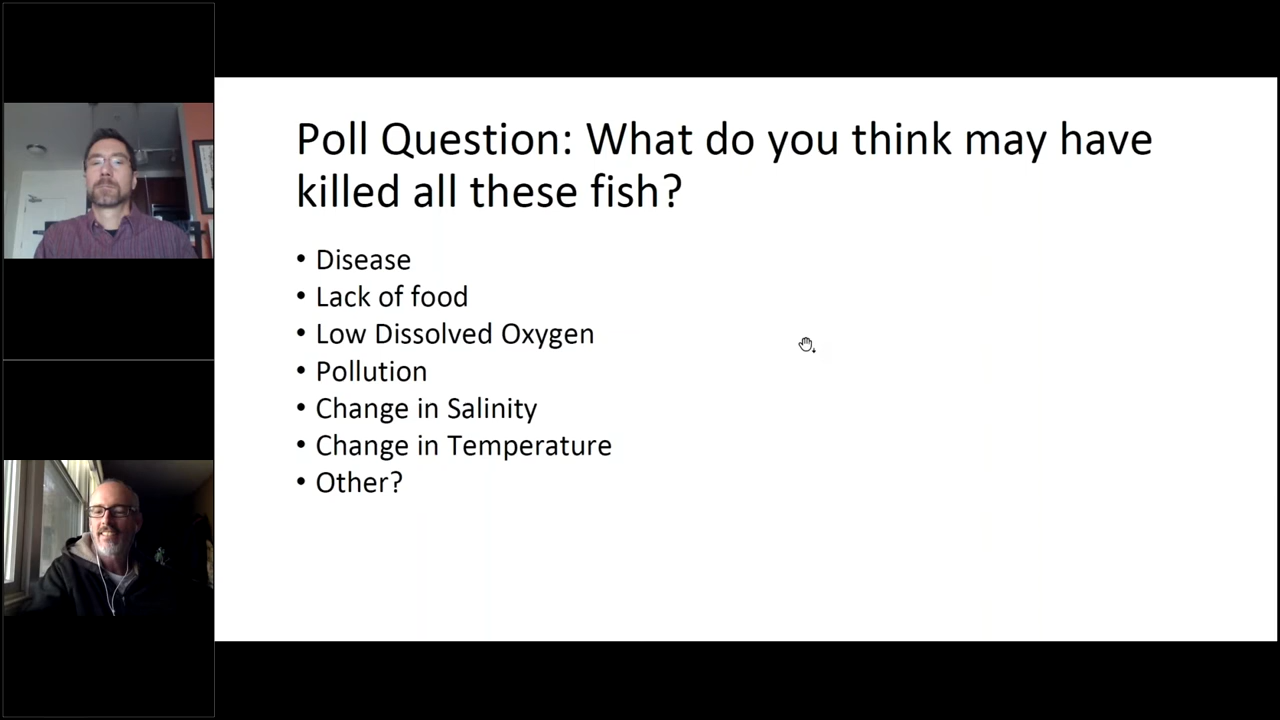 Poll Question: What do you think may have
killed all these fish?
• Disease
• Lack of food
• Low Dissolved Oxygen
• Pollution
• Change in Salinity
• Change in Temperature
• Other?